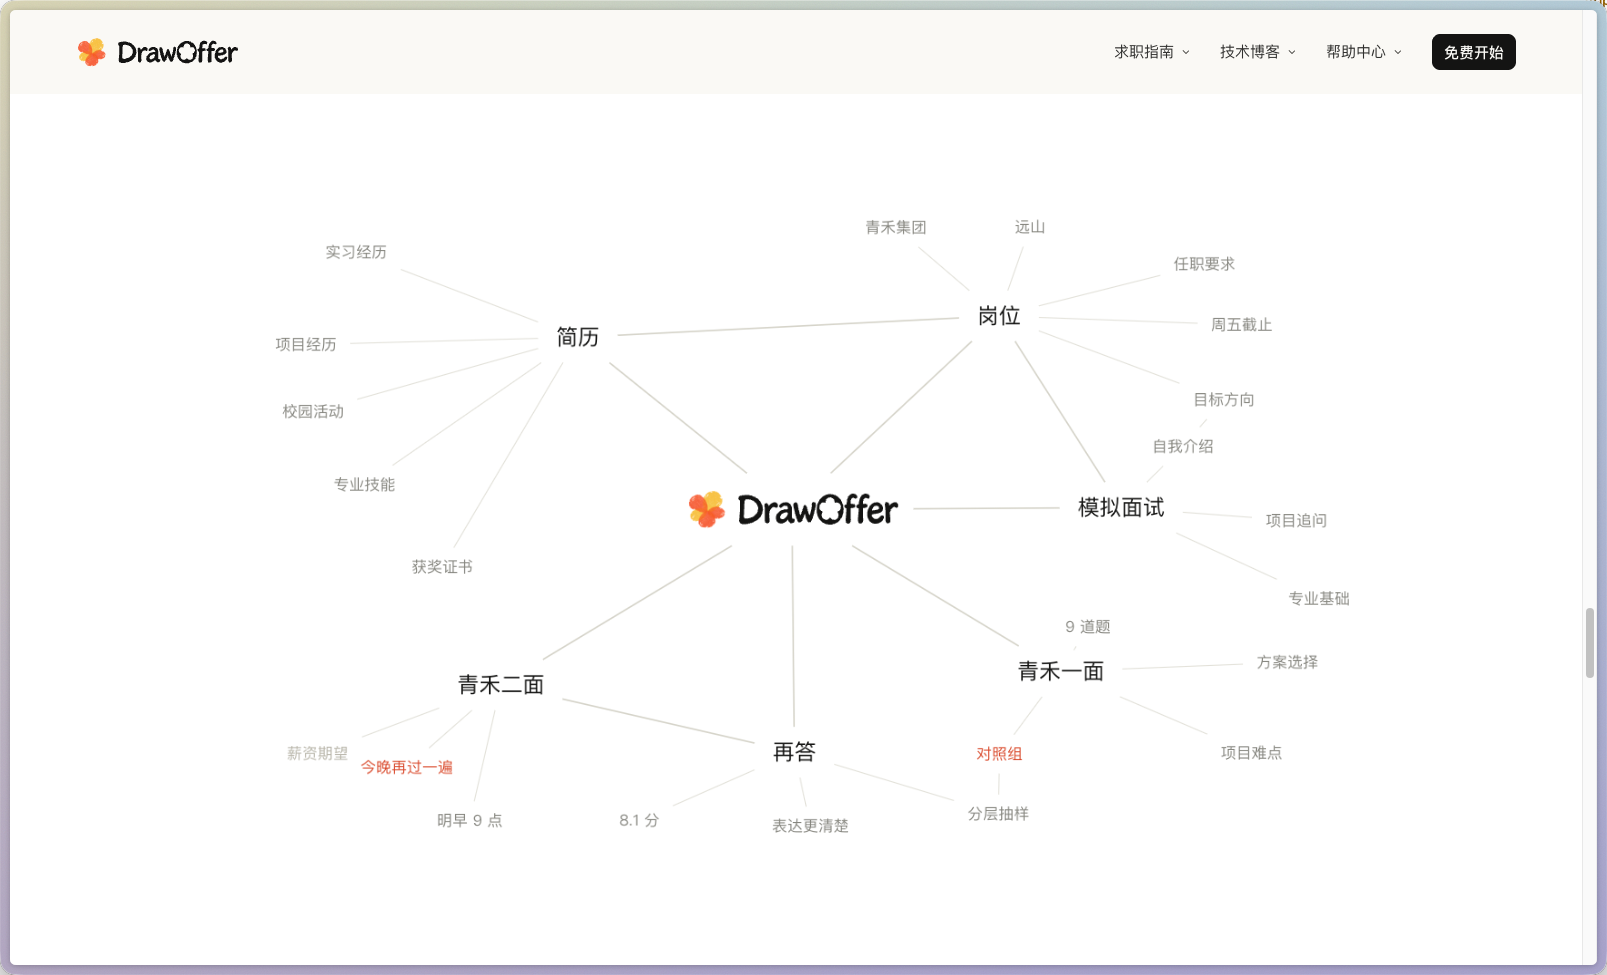 DrawOffer
求职指南
技术博客
帮助中心
免费开始
青禾集团
远山
实习经历
任职要求
岗位
周五截止
简历
项目经历
目标方向
校园活动
自我介绍
专业技能
DrawOffer
模拟面试
项目追问
获奖证书
专业基础
9 道题
方案选择
青禾一面
青禾二面
薪资期望
今晚再过一遍
再答
对照组
项目难点
明早 9 点
8.1 分
表达更清楚
分层抽样